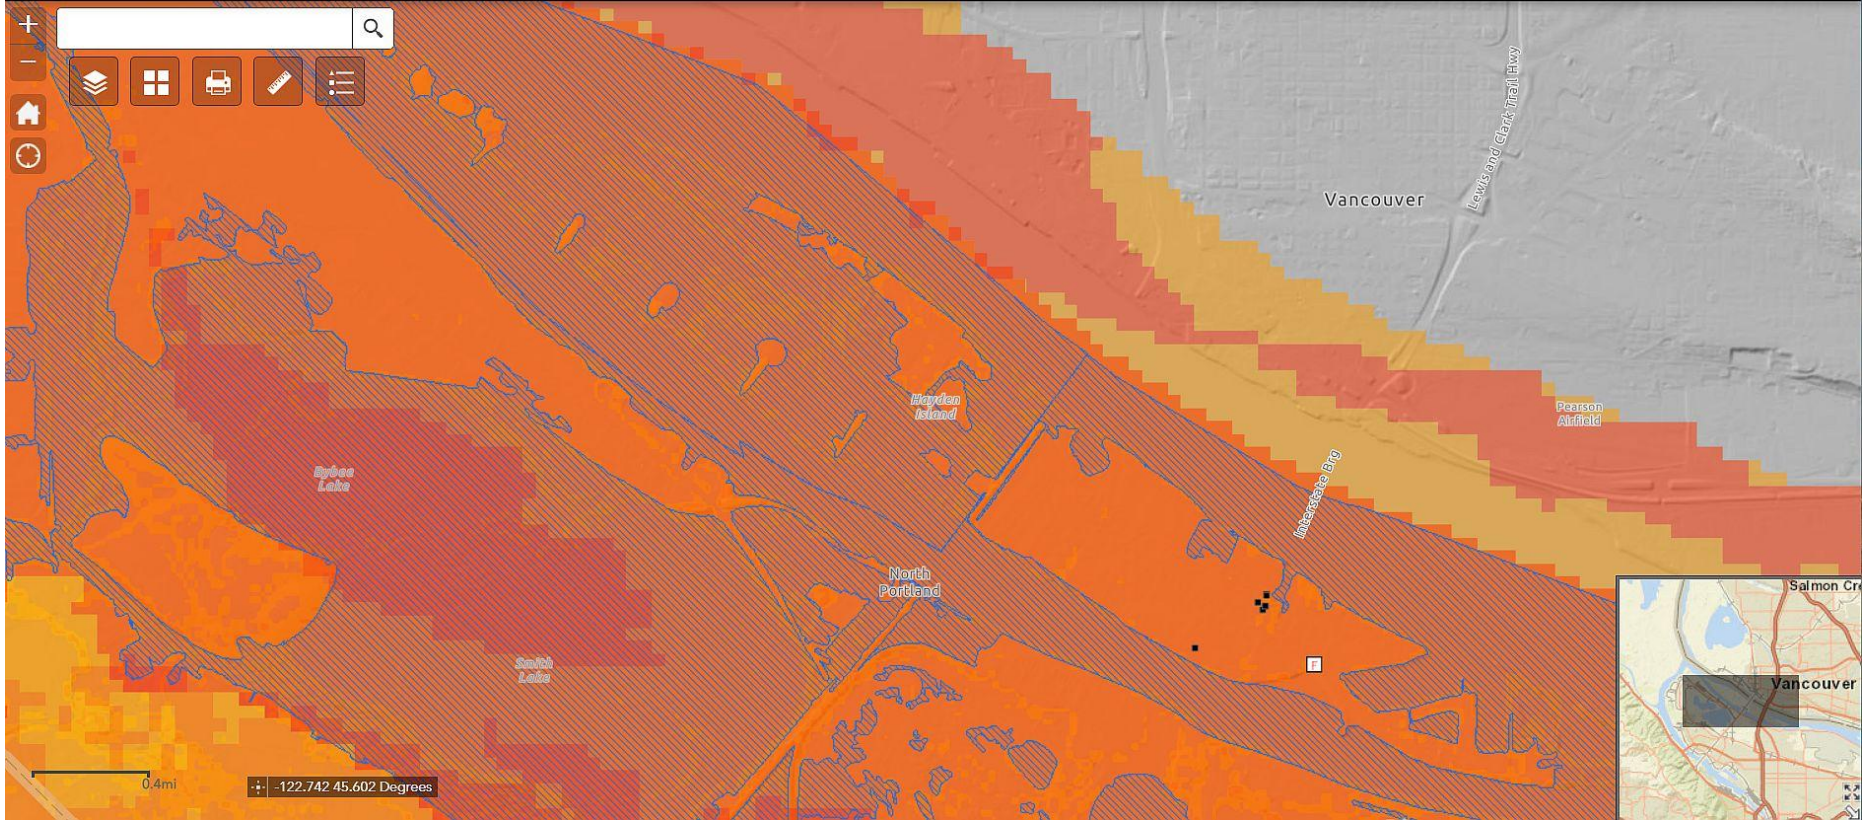 Lewis and Clark Trail Hwy
Vancouver
Hayden
Island
Pearson
Airfield
Bybee
Lake
Interstate Brg
North
Portland
Smith
Lake
F
Salmon Cre
Vancouver
0.4mi
-122.742 45.602 Degrees